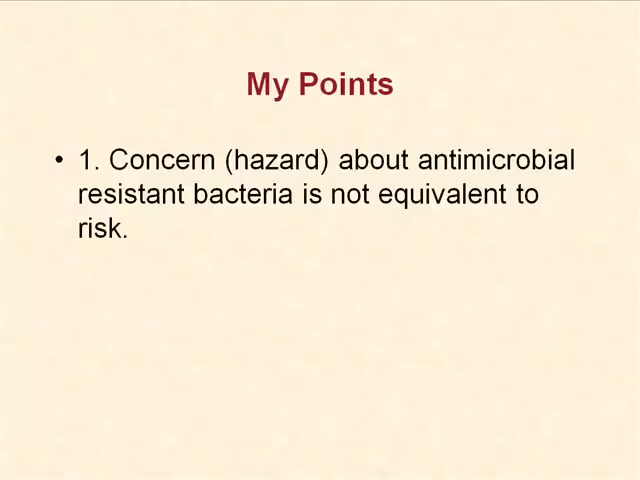 My Points
• 1. Concern (hazard) about antimicrobial
resistant bacteria is not equivalent to
risk.